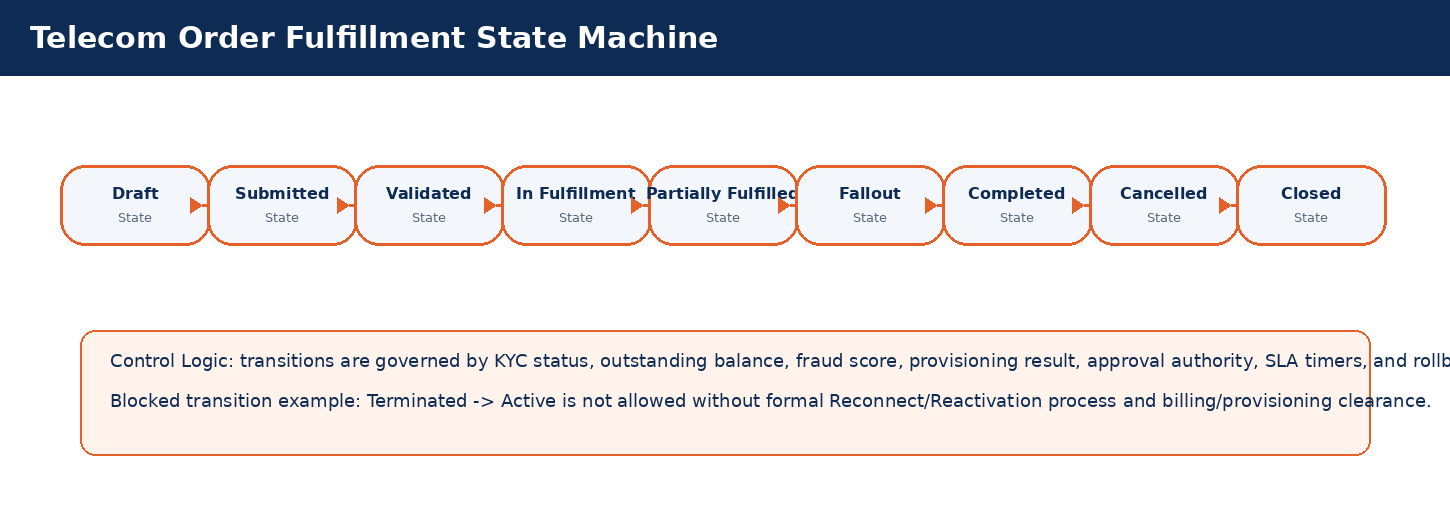 Telecom Order Fulfillment State Machine
Draft
State
Submitted
State
Validated
State
In Fulfillment
State
Partially Fulfilled
State
Fallout
State
Completed
State
Cancelled
State
Closed
State
Control Logic: transitions are governed by KYC status, outstanding balance, fraud score, provisioning result, approval authority, SLA timers, and
Blocked transition example: Terminated -> Active is not allowed without formal Reconnect/Reactivation process and billing/provisioning clearance.